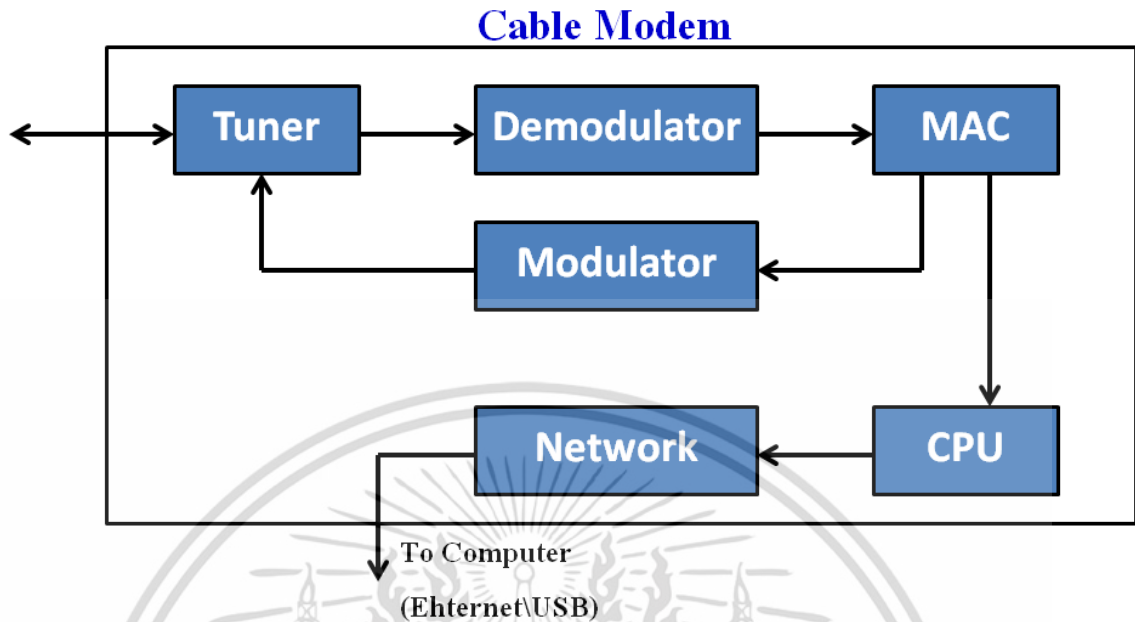 Cable Modem
Tuner
Demodulator
MAC
Modulator
Network
CPU
To Computer
(Ehternet\USB)